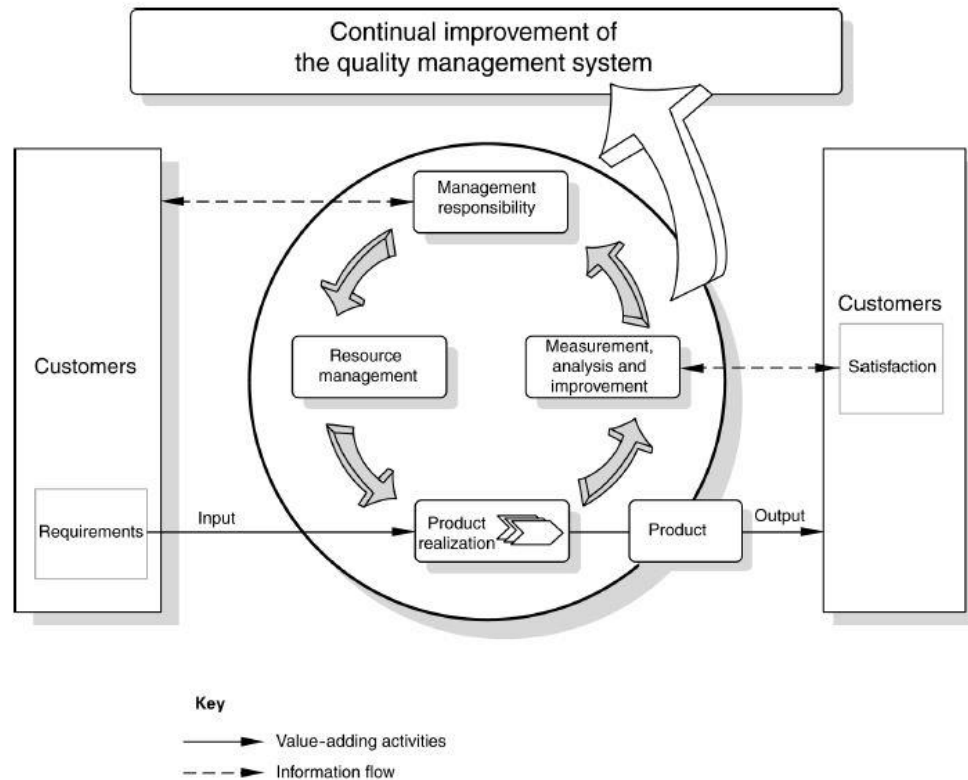 Continual improvement of
the quality management system
Management
responsibility
Customers
Resource
management
Measurement,
analysis and
improvement
Customers
Satisfaction
Requirements
Input
Product
realization
Product
Output
Key
Value-adding activities
Information flow